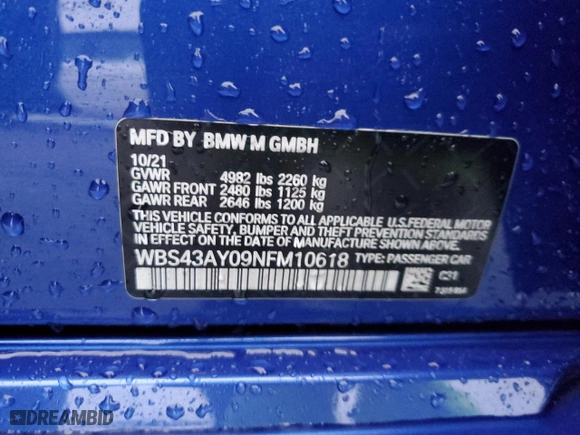 MFD BY BMW M GMBH
10/21
GVWR 4982 lbs 2260 kg
GAWR FRONT 2480 lbs 1125 kg
GAWR REAR 2646 lbs 1200 kg
THIS VEHICLE CONFORMS TO ALL APPLICABLE U.S.FEDERAL MOTOR
VEHICLE SAFETY, BUMPER, AND THEFT PREVENTION STANDARDS
IN EFFECT ON THE DATE OF MANUFACTURE SHOWN ABOVE.
WBS43AY09NFM10618 TYPE: PASSENGER CAR
C31
DREAMBID